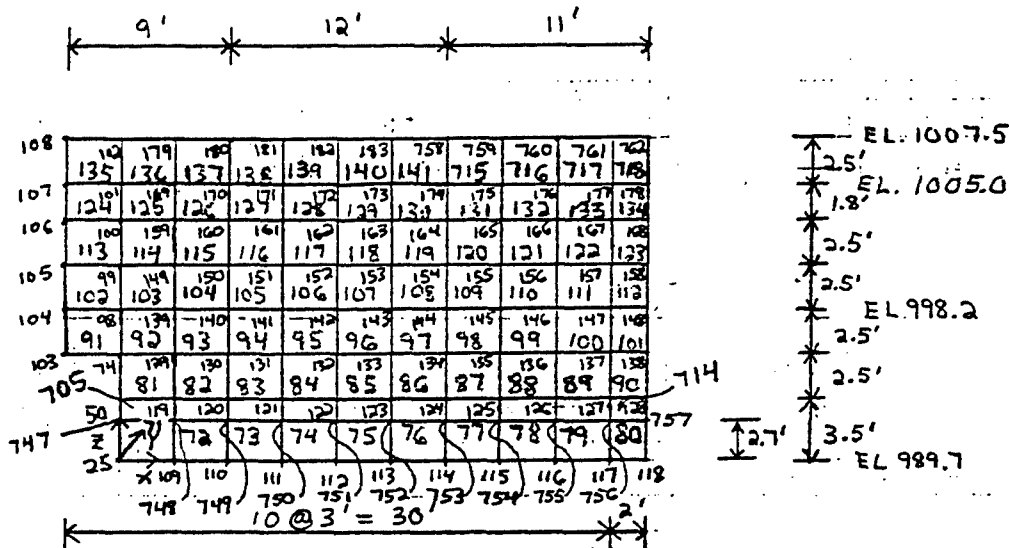 9' 12' 11'
108 112 179 180 181 182 183 758 759 760 761 762 EL. 1007.5
135 136 137 138 139 140 141 715 716 717 718 2.5'
107 101 169 170 171 172 173 174 175 176 177 178 EL. 1005.0
124 125 126 127 128 129 130 131 132 133 134 1.8'
106 100 159 160 161 162 163 164 165 166 167 168
113 114 115 116 117 118 119 120 121 122 123 2.5'
105 99 149 150 151 152 153 154 155 156 157 158
102 103 104 105 106 107 108 109 110 111 112 2.5'
104 98 139 140 141 142 143 144 145 146 147 148 EL 998.2
91 92 93 94 95 96 97 98 99 100 101 2.5'
103 74 129 130 131 132 133 134 135 136 137 138
81 82 83 84 85 86 87 88 89 90 2.5'
705 714
50 119 120 121 122 123 124 125 126 127 128 757
747 Z 71 72 73 74 75 76 77 78 79 80 2.7' 3.5'
25 X 109 110 111 112 113 114 115 116 117 118 EL 989.7
748 749 750 751 752 753 754 755 756
10 @ 3' = 30' 2'